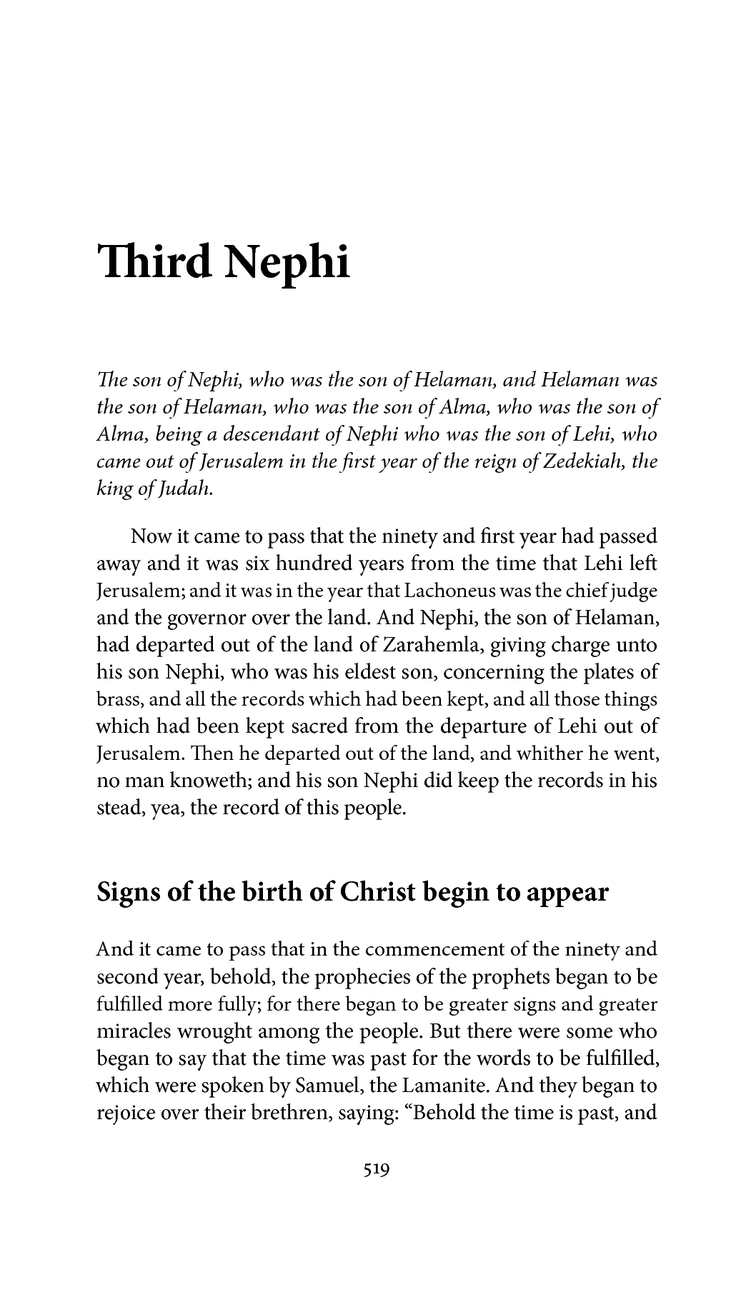 Third Nephi
The son of Nephi, who was the son of Helaman, and Helaman was
the son of Helaman, who was the son of Alma, who was the son of
Alma, being a descendant of Nephi who was the son of Lehi, who
came out of Jerusalem in the first year of the reign of Zedekiah, the
king of Judah.
Now it came to pass that the ninety and first year had passed
away and it was six hundred years from the time that Lehi left
Jerusalem; and it was in the year that Lachoneus was the chief judge
and the governor over the land. And Nephi, the son of Helaman,
had departed out of the land of Zarahemla, giving charge unto
his son Nephi, who was his eldest son, concerning the plates of
brass, and all the records which had been kept, and all those things
which had been kept sacred from the departure of Lehi out of
Jerusalem. Then he departed out of the land, and whither he went,
no man knoweth; and his son Nephi did keep the records in his
stead, yea, the record of this people.
Signs of the birth of Christ begin to appear
And it came to pass that in the commencement of the ninety and
second year, behold, the prophecies of the prophets began to be
fulfilled more fully; for there began to be greater signs and greater
miracles wrought among the people. But there were some who
began to say that the time was past for the words to be fulfilled,
which were spoken by Samuel, the Lamanite. And they began to
rejoice over their brethren, saying: “Behold the time is past, and
519